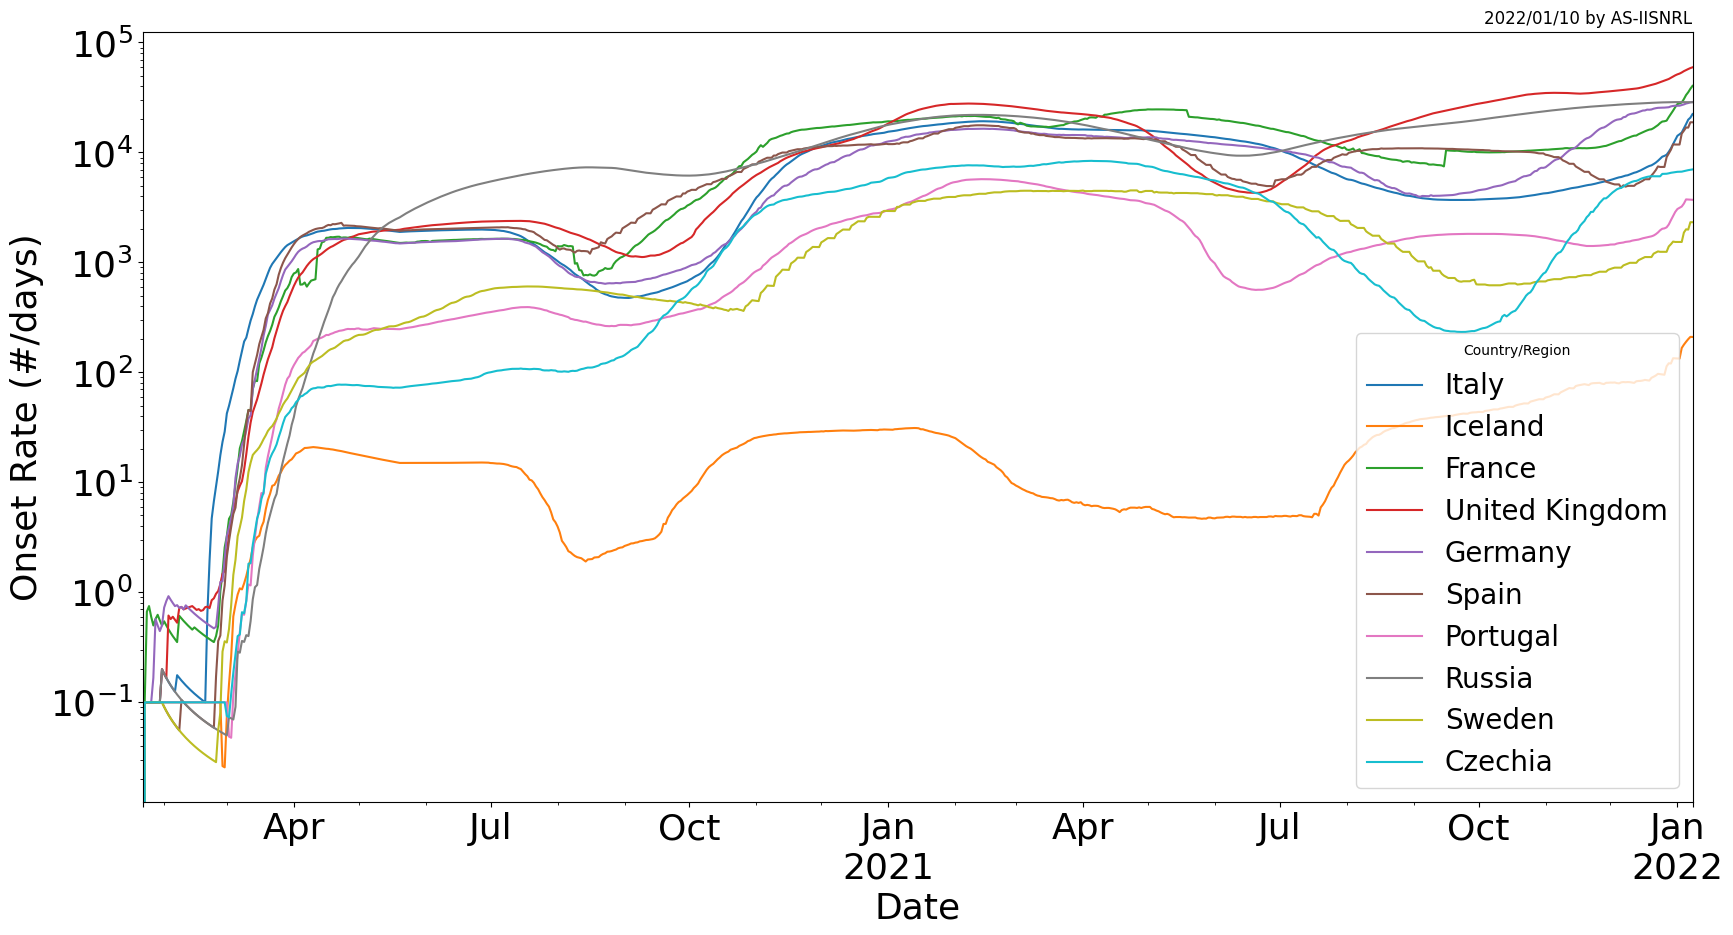 2022/01/10 by AS-IISNRL
Onset Rate (#/days)
10^5
10^4
10^3
10^2
10^1
10^0
10^−1
Country/Region
Italy
Iceland
France
United Kingdom
Germany
Spain
Portugal
Russia
Sweden
Czechia
Apr Jul Oct Jan Apr Jul Oct Jan
2021 2022
Date